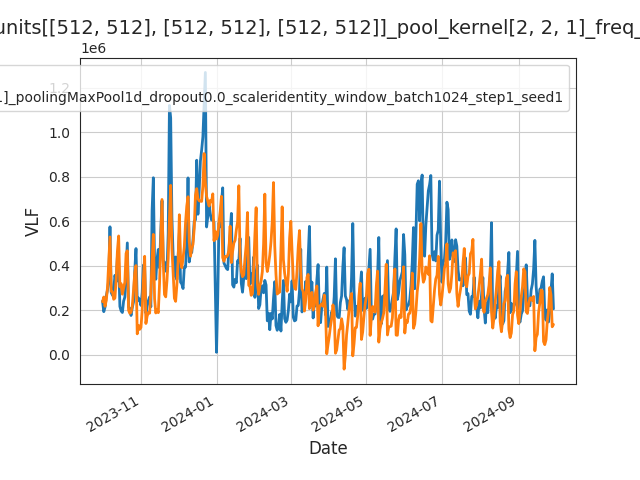 units[[512, 512], [512, 512], [512, 512]]_pool_kernel[2, 2, 1]_freq_
1e6
1.2
1]_poolingMaxPool1d_dropout0.0_scaleridentity_window_batch1024_step1_seed1
1.0
0.8
0.6
0.4
0.2
0.0
VLF
2023-11
2024-01
2024-03
2024-05
2024-07
2024-09
Date